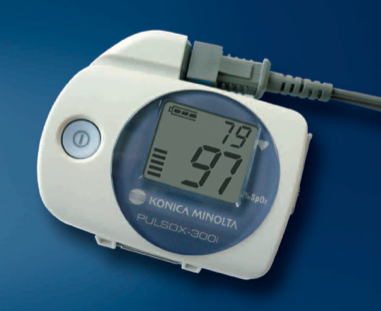 79
97
%SpO₂
KONICA MINOLTA
PULSOX-300i